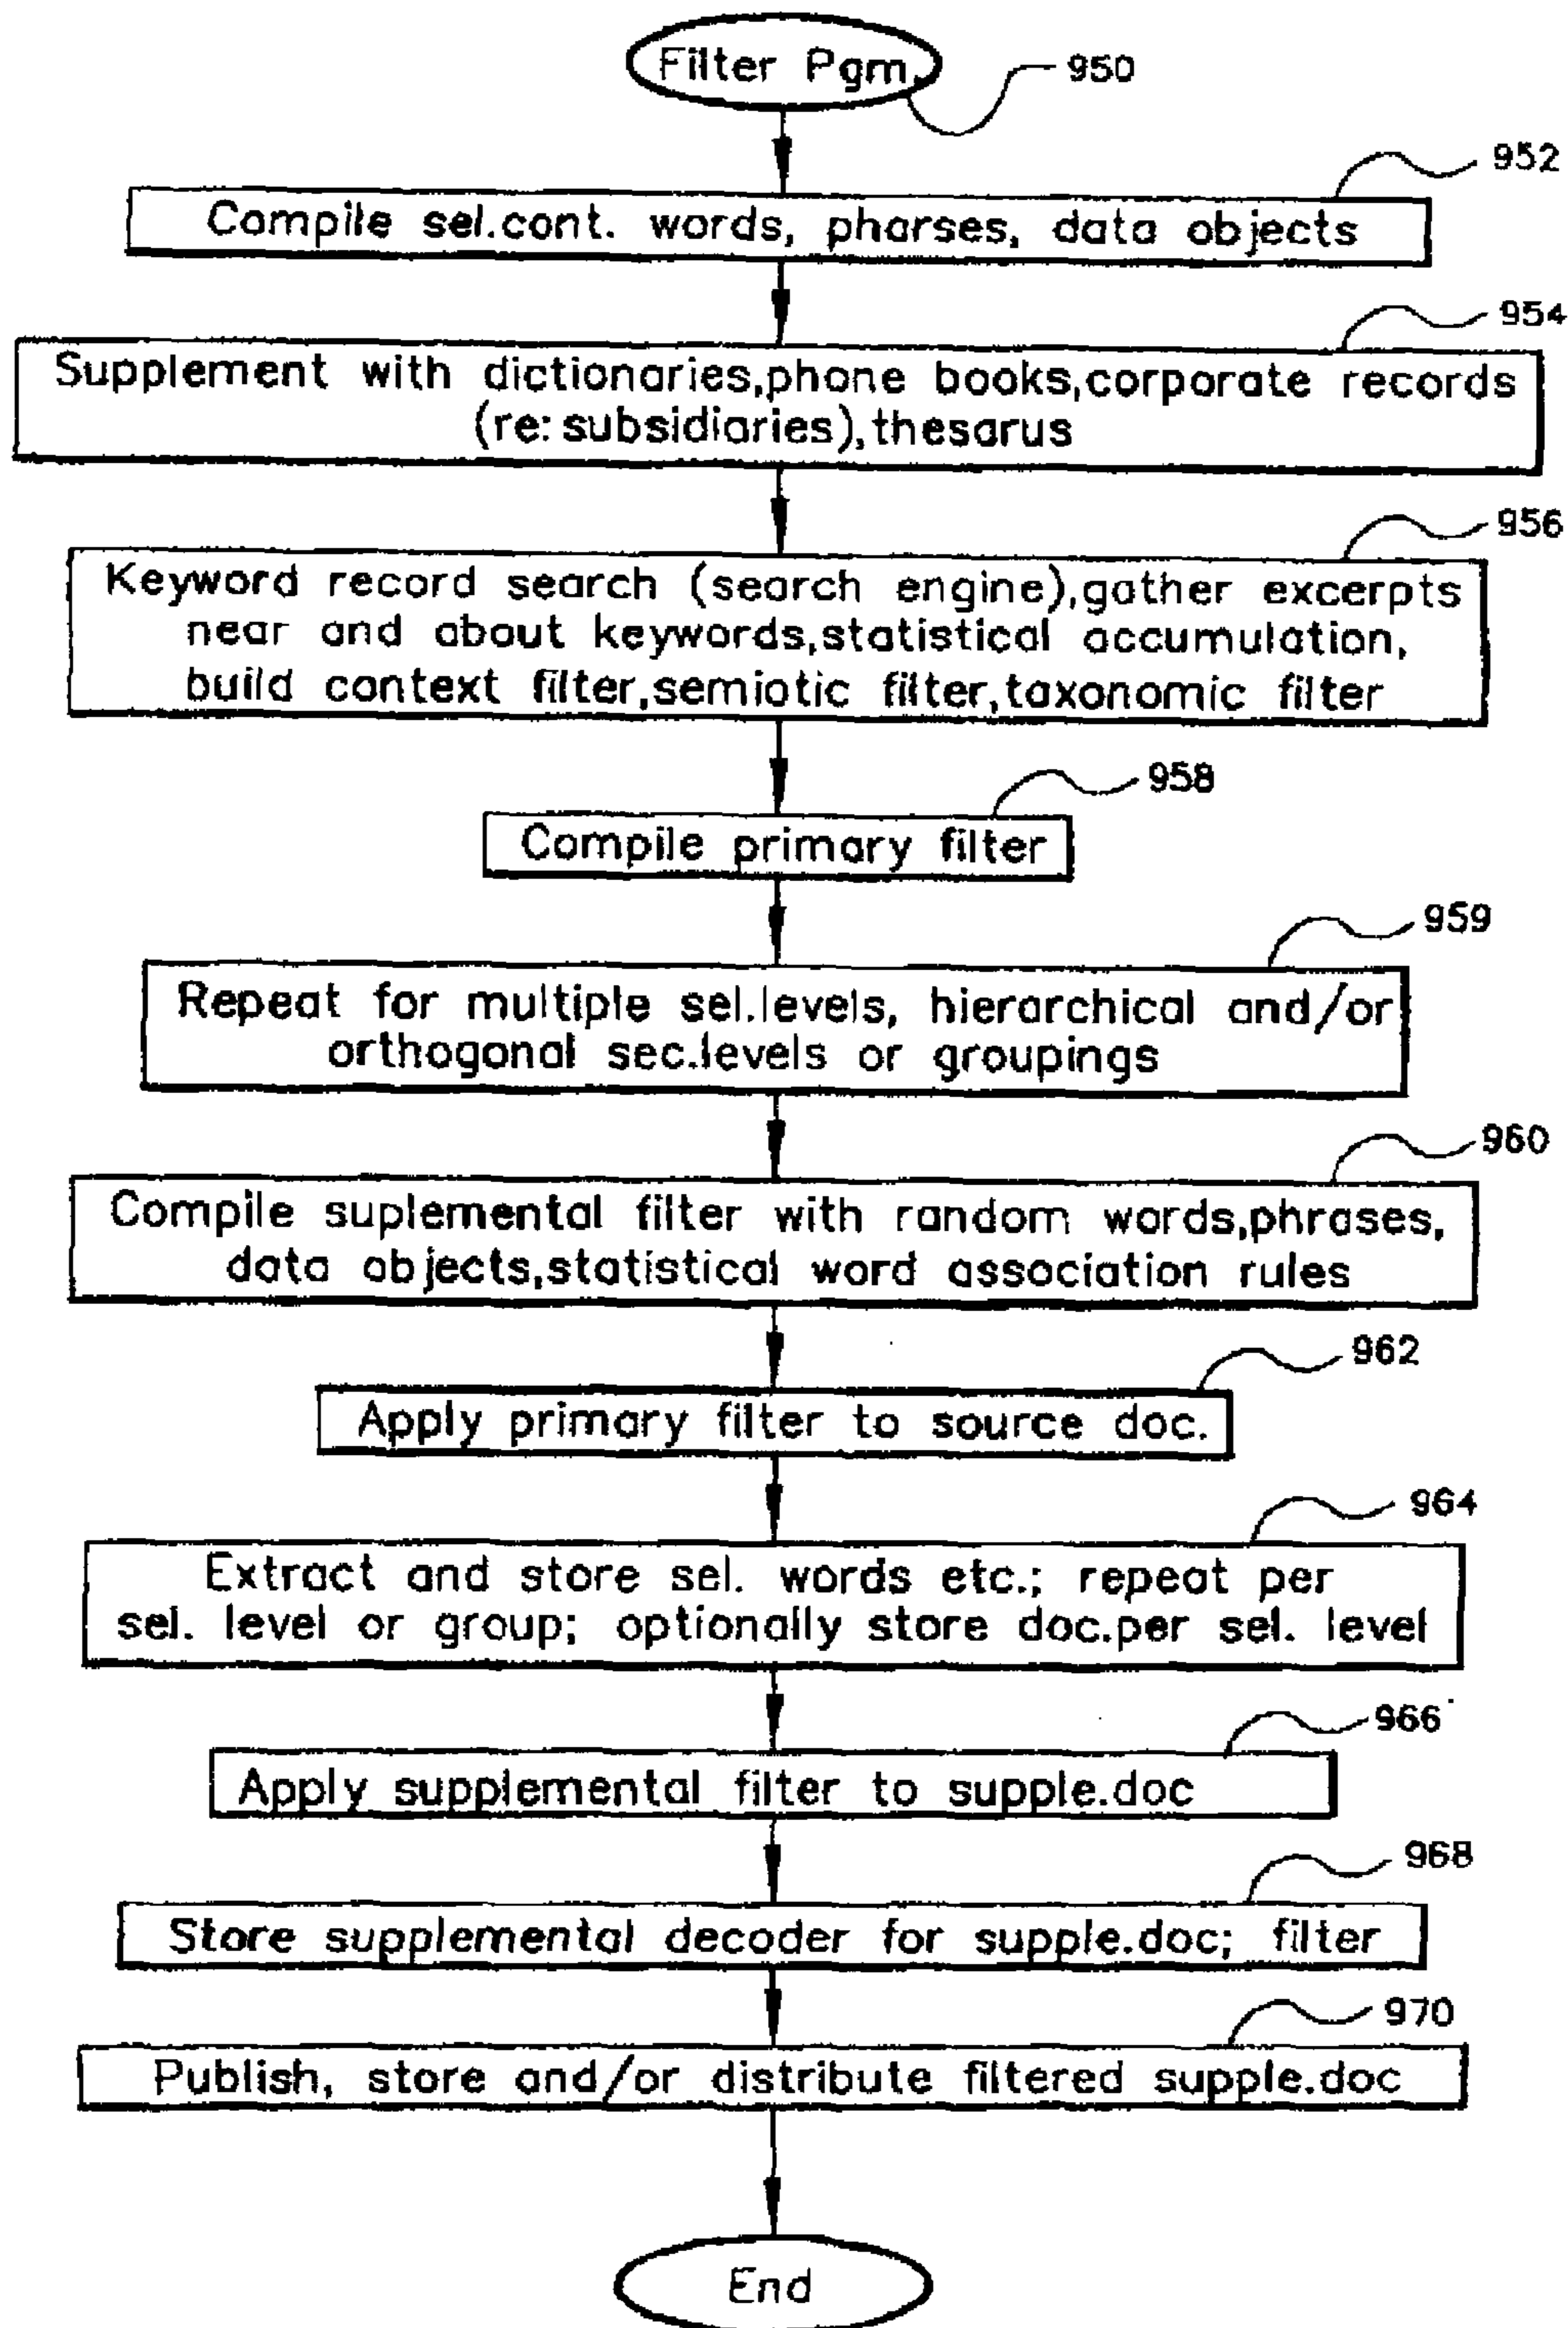 Filter Pgm.
950
952
Compile sel.cont. words, pharses, data objects
954
Supplement with dictionaries,phone books,corporate records
(re: subsidiaries),thesarus
956
Keyword record search (search engine),gather excerpts
near and about keywords,statistical accumulation,
build context filter,semiotic filter,taxonomic filter
958
Compile primary filter
959
Repeat for multiple sel.levels, hierarchical and/or
orthogonal sec.levels or groupings
960
Compile suplemental filter with random words,phrases,
data objects,statistical word association rules
962
Apply primary filter to source doc.
964
Extract and store sel. words etc.; repeat per
sel. level or group; optionally store doc.per sel. level
966
Apply supplemental filter to supple.doc
968
Store supplemental decoder for supple.doc; filter
970
Publish, store and/or distribute filtered supple.doc
End